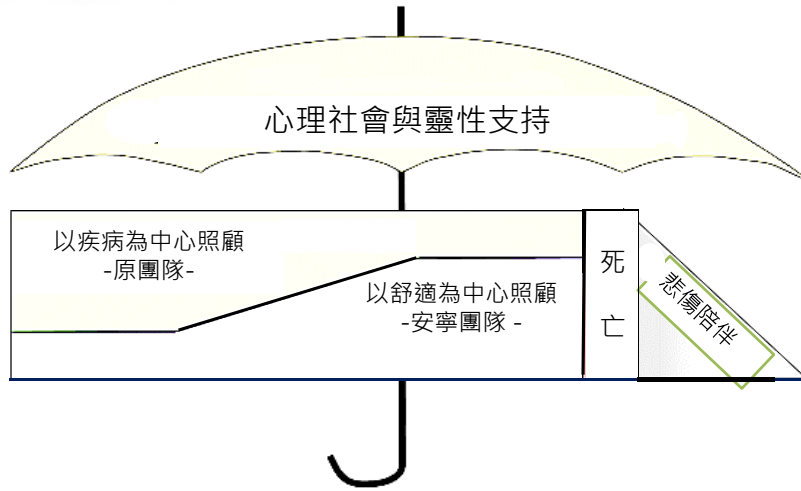 心理社會與靈性支持
以疾病為中心照顧
-原團隊-
以舒適為中心照顧
-安寧團隊 -
死
亡
悲傷陪伴